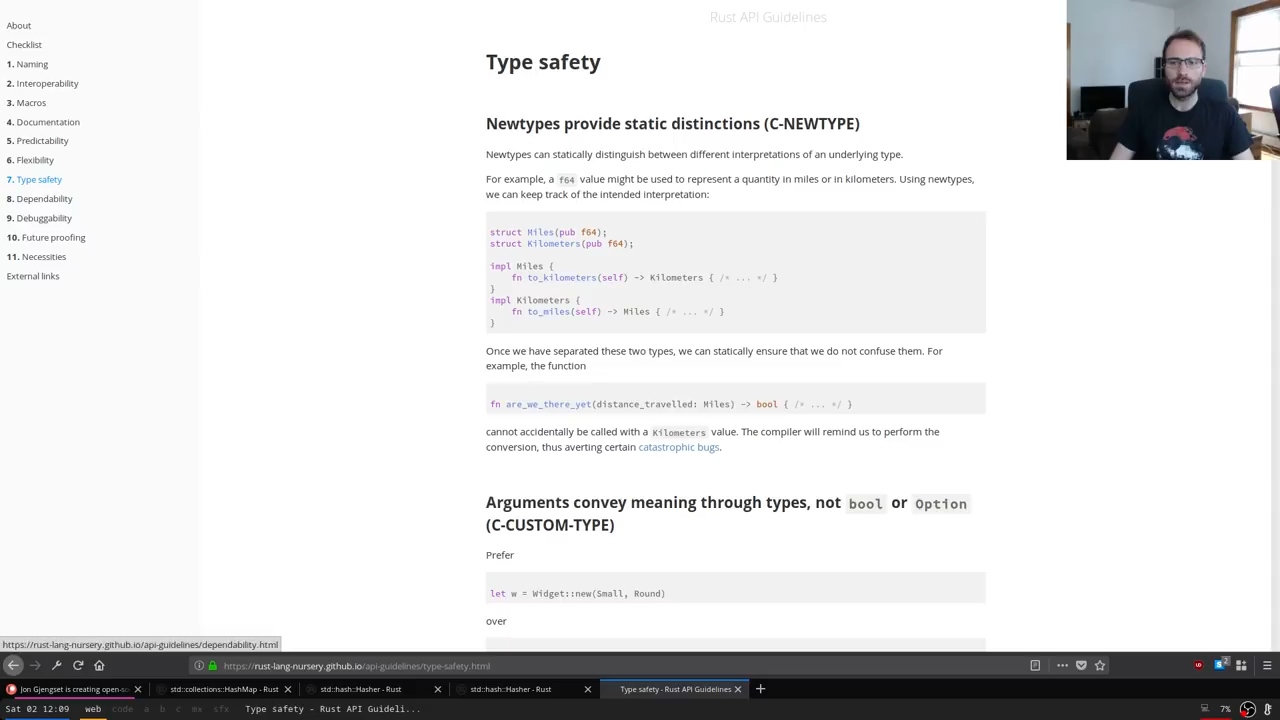 About
Checklist
1. Naming
2. Interoperability
3. Macros
4. Documentation
5. Predictability
6. Flexibility
7. Type safety
8. Dependability
9. Debuggability
10. Future proofing
11. Necessities
External links
Rust API Guidelines
Type safety
Newtypes provide static distinctions (C-NEWTYPE)
Newtypes can statically distinguish between different interpretations of an underlying type.
For example, a f64 value might be used to represent a quantity in miles or in kilometers. Using newtypes,
we can keep track of the intended interpretation:
struct Miles(pub f64);
struct Kilometers(pub f64);
impl Miles {
fn to_kilometers(self) -> Kilometers { /* ... */ }
}
impl Kilometers {
fn to_miles(self) -> Miles { /* ... */ }
}
Once we have separated these two types, we can statically ensure that we do not confuse them. For
example, the function
fn are_we_there_yet(distance_travelled: Miles) -> bool { /* ... */ }
cannot accidentally be called with a Kilometers value. The compiler will remind us to perform the
conversion, thus averting certain catastrophic bugs.
Arguments convey meaning through types, not bool or Option
(C-CUSTOM-TYPE)
Prefer
let w = Widget::new(Small, Round)
over
https://rust-lang-nursery.github.io/api-guidelines/dependability.html
https://rust-lang-nursery.github.io/api-guidelines/type-safety.html
2
Jon Gjengset is creating open-s
std::collections::HashMap - Rust
std::hash::Hasher - Rust
std::hash::Hasher - Rust
Type safety - Rust API Guidelines
Sat 02 12:09 web code a b c mx sfx Type safety - Rust API Guideli... 7%